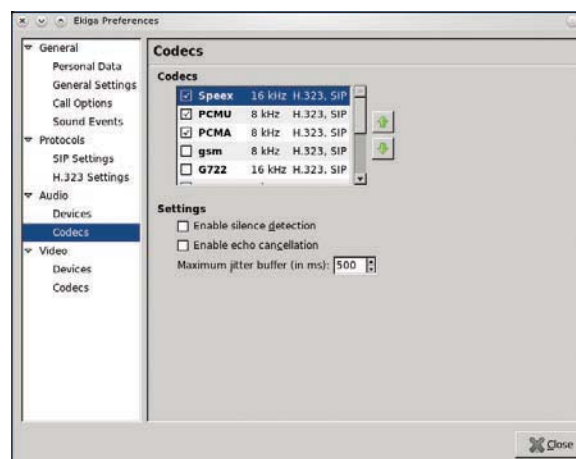 Ekiga Preferences
General
Personal Data
General Settings
Call Options
Sound Events
Protocols
SIP Settings
H.323 Settings
Audio
Devices
Codecs
Video
Devices
Codecs
Codecs
Codecs
Speex 16 kHz H.323, SIP
PCMU 8 kHz H.323, SIP
PCMA 8 kHz H.323, SIP
gsm 8 kHz H.323, SIP
G722 16 kHz H.323, SIP
Settings
Enable silence detection
Enable echo cancellation
Maximum jitter buffer (in ms): 500
Close